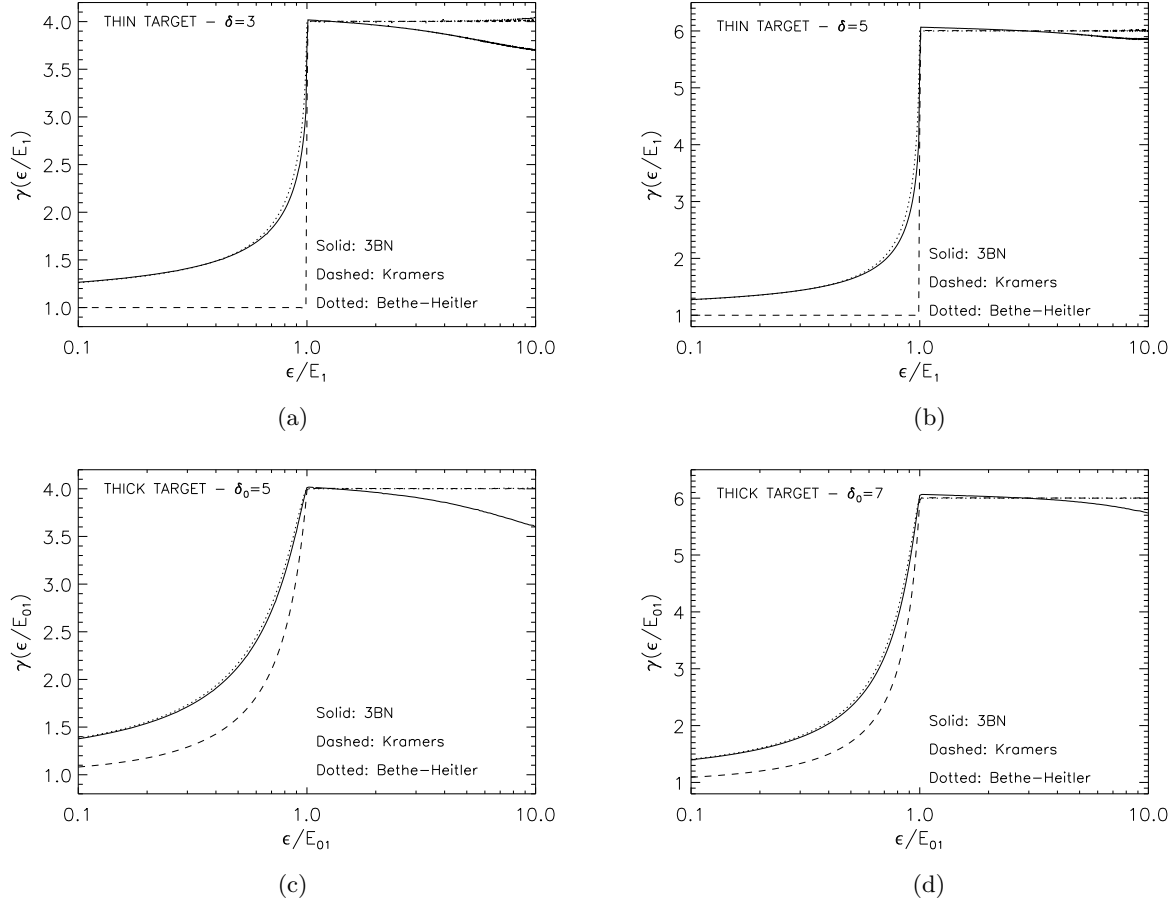 THIN TARGET – δ=3
γ(ϵ/E₁)
4.0
3.5
3.0
2.5
2.0
1.5
1.0
Solid: 3BN
Dashed: Kramers
Dotted: Bethe–Heitler
0.1
1.0
10.0
ϵ/E₁
(a)
THIN TARGET – δ=5
γ(ϵ/E₁)
6
5
4
3
2
1
Solid: 3BN
Dashed: Kramers
Dotted: Bethe–Heitler
0.1
1.0
10.0
ϵ/E₁
(b)
THICK TARGET – δ₀=5
γ(ϵ/E₀₁)
4.0
3.5
3.0
2.5
2.0
1.5
1.0
Solid: 3BN
Dashed: Kramers
Dotted: Bethe–Heitler
0.1
1.0
10.0
ϵ/E₀₁
(c)
THICK TARGET – δ₀=7
γ(ϵ/E₀₁)
6
5
4
3
2
1
Solid: 3BN
Dashed: Kramers
Dotted: Bethe–Heitler
0.1
1.0
10.0
ϵ/E₀₁
(d)